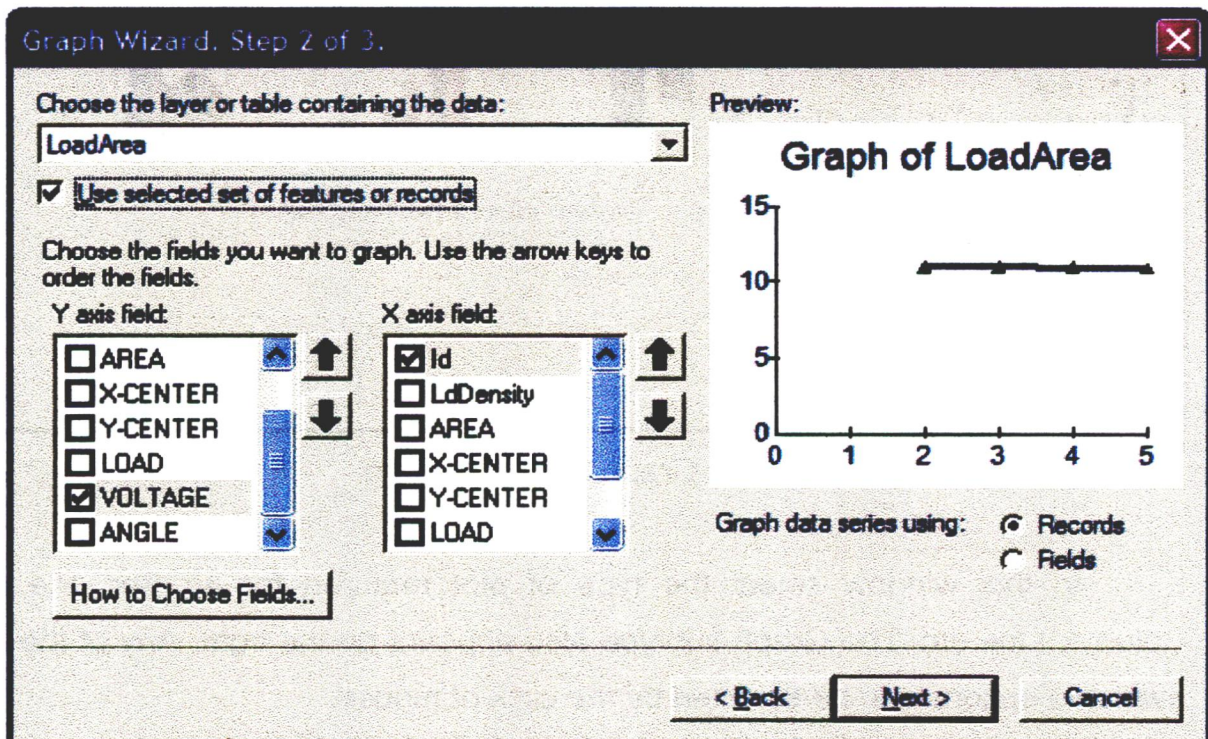 Graph Wizard. Step 2 of 3.
Choose the layer or table containing the data:
LoadArea
Use selected set of features or records
Choose the fields you want to graph. Use the arrow keys to
order the fields.
Y axis field:
AREA
X-CENTER
Y-CENTER
LOAD
VOLTAGE
ANGLE
X axis field:
Id
LdDensity
AREA
X-CENTER
Y-CENTER
LOAD
How to Choose Fields...
Preview:
Graph of LoadArea
15
10
5
0
0 1 2 3 4 5
Graph data series using:
Records
Fields
< Back
Next >
Cancel